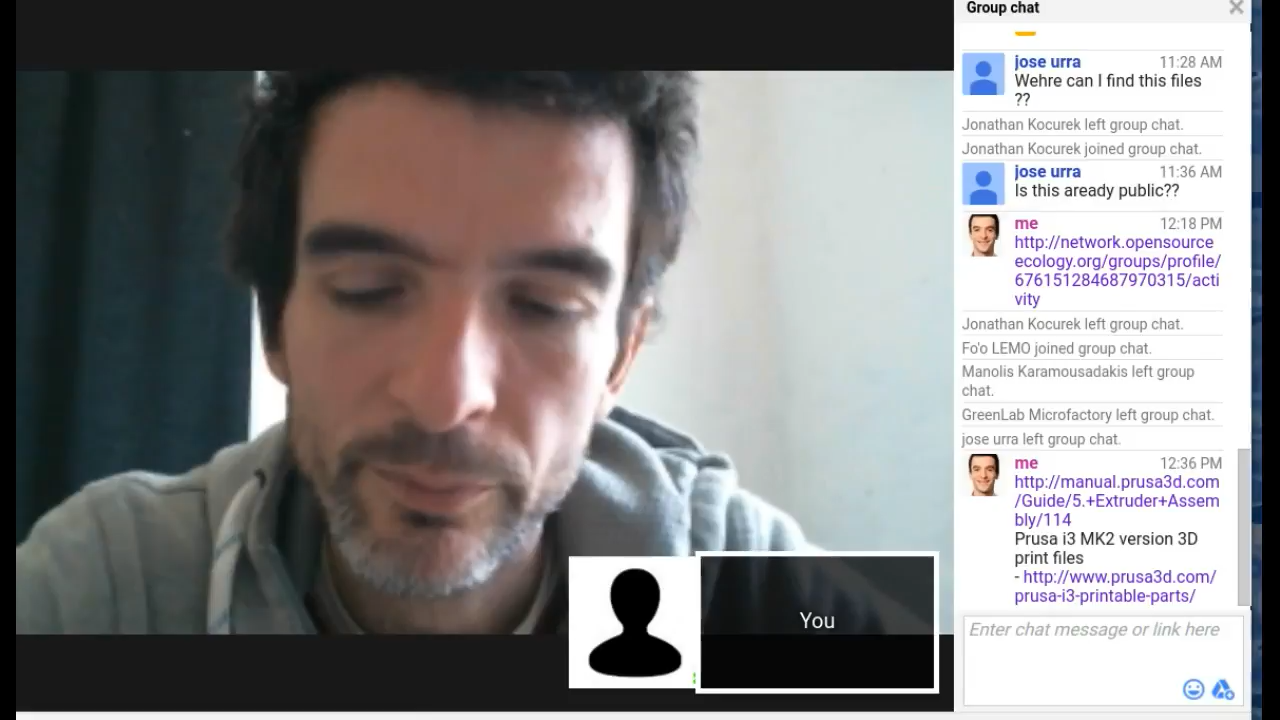 Group chat
jose urra 11:28 AM
Wehre can I find this files
??
Jonathan Kocurek left group chat.
Jonathan Kocurek joined group chat.
jose urra 11:36 AM
Is this aready public??
me 12:18 PM
http://network.opensource
ecology.org/groups/profile/
676151284687970315/acti
vity
Jonathan Kocurek left group chat.
Fo'o LEMO joined group chat.
Manolis Karamousadakis left group
chat.
GreenLab Microfactory left group chat.
jose urra left group chat.
me 12:36 PM
http://manual.prusa3d.com
/Guide/5.+Extruder+Assem
bly/114
Prusa i3 MK2 version 3D
print files
- http://www.prusa3d.com/
prusa-i3-printable-parts/
You
Enter chat message or link here